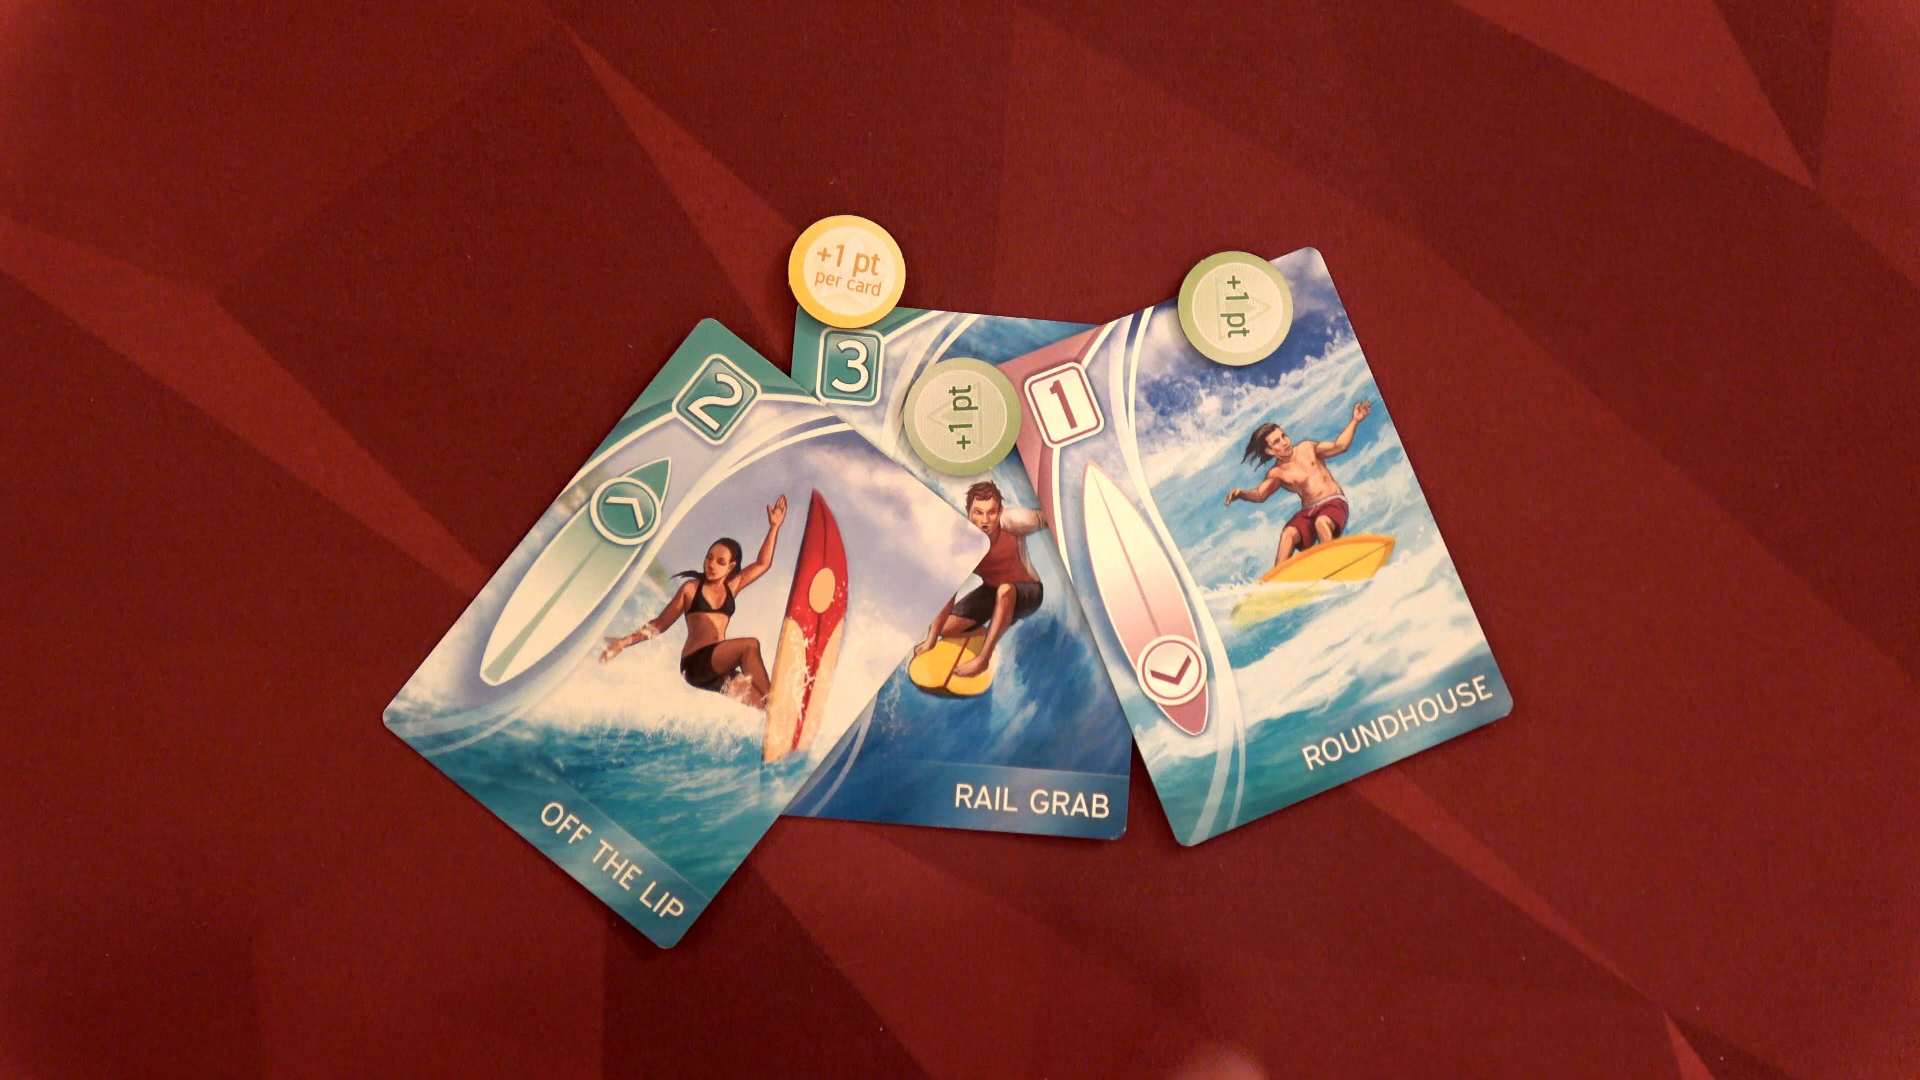 +1 pt
per card
+1 pt
3
2
+1 pt
1
OFF THE LIP
RAIL GRAB
ROUNDHOUSE